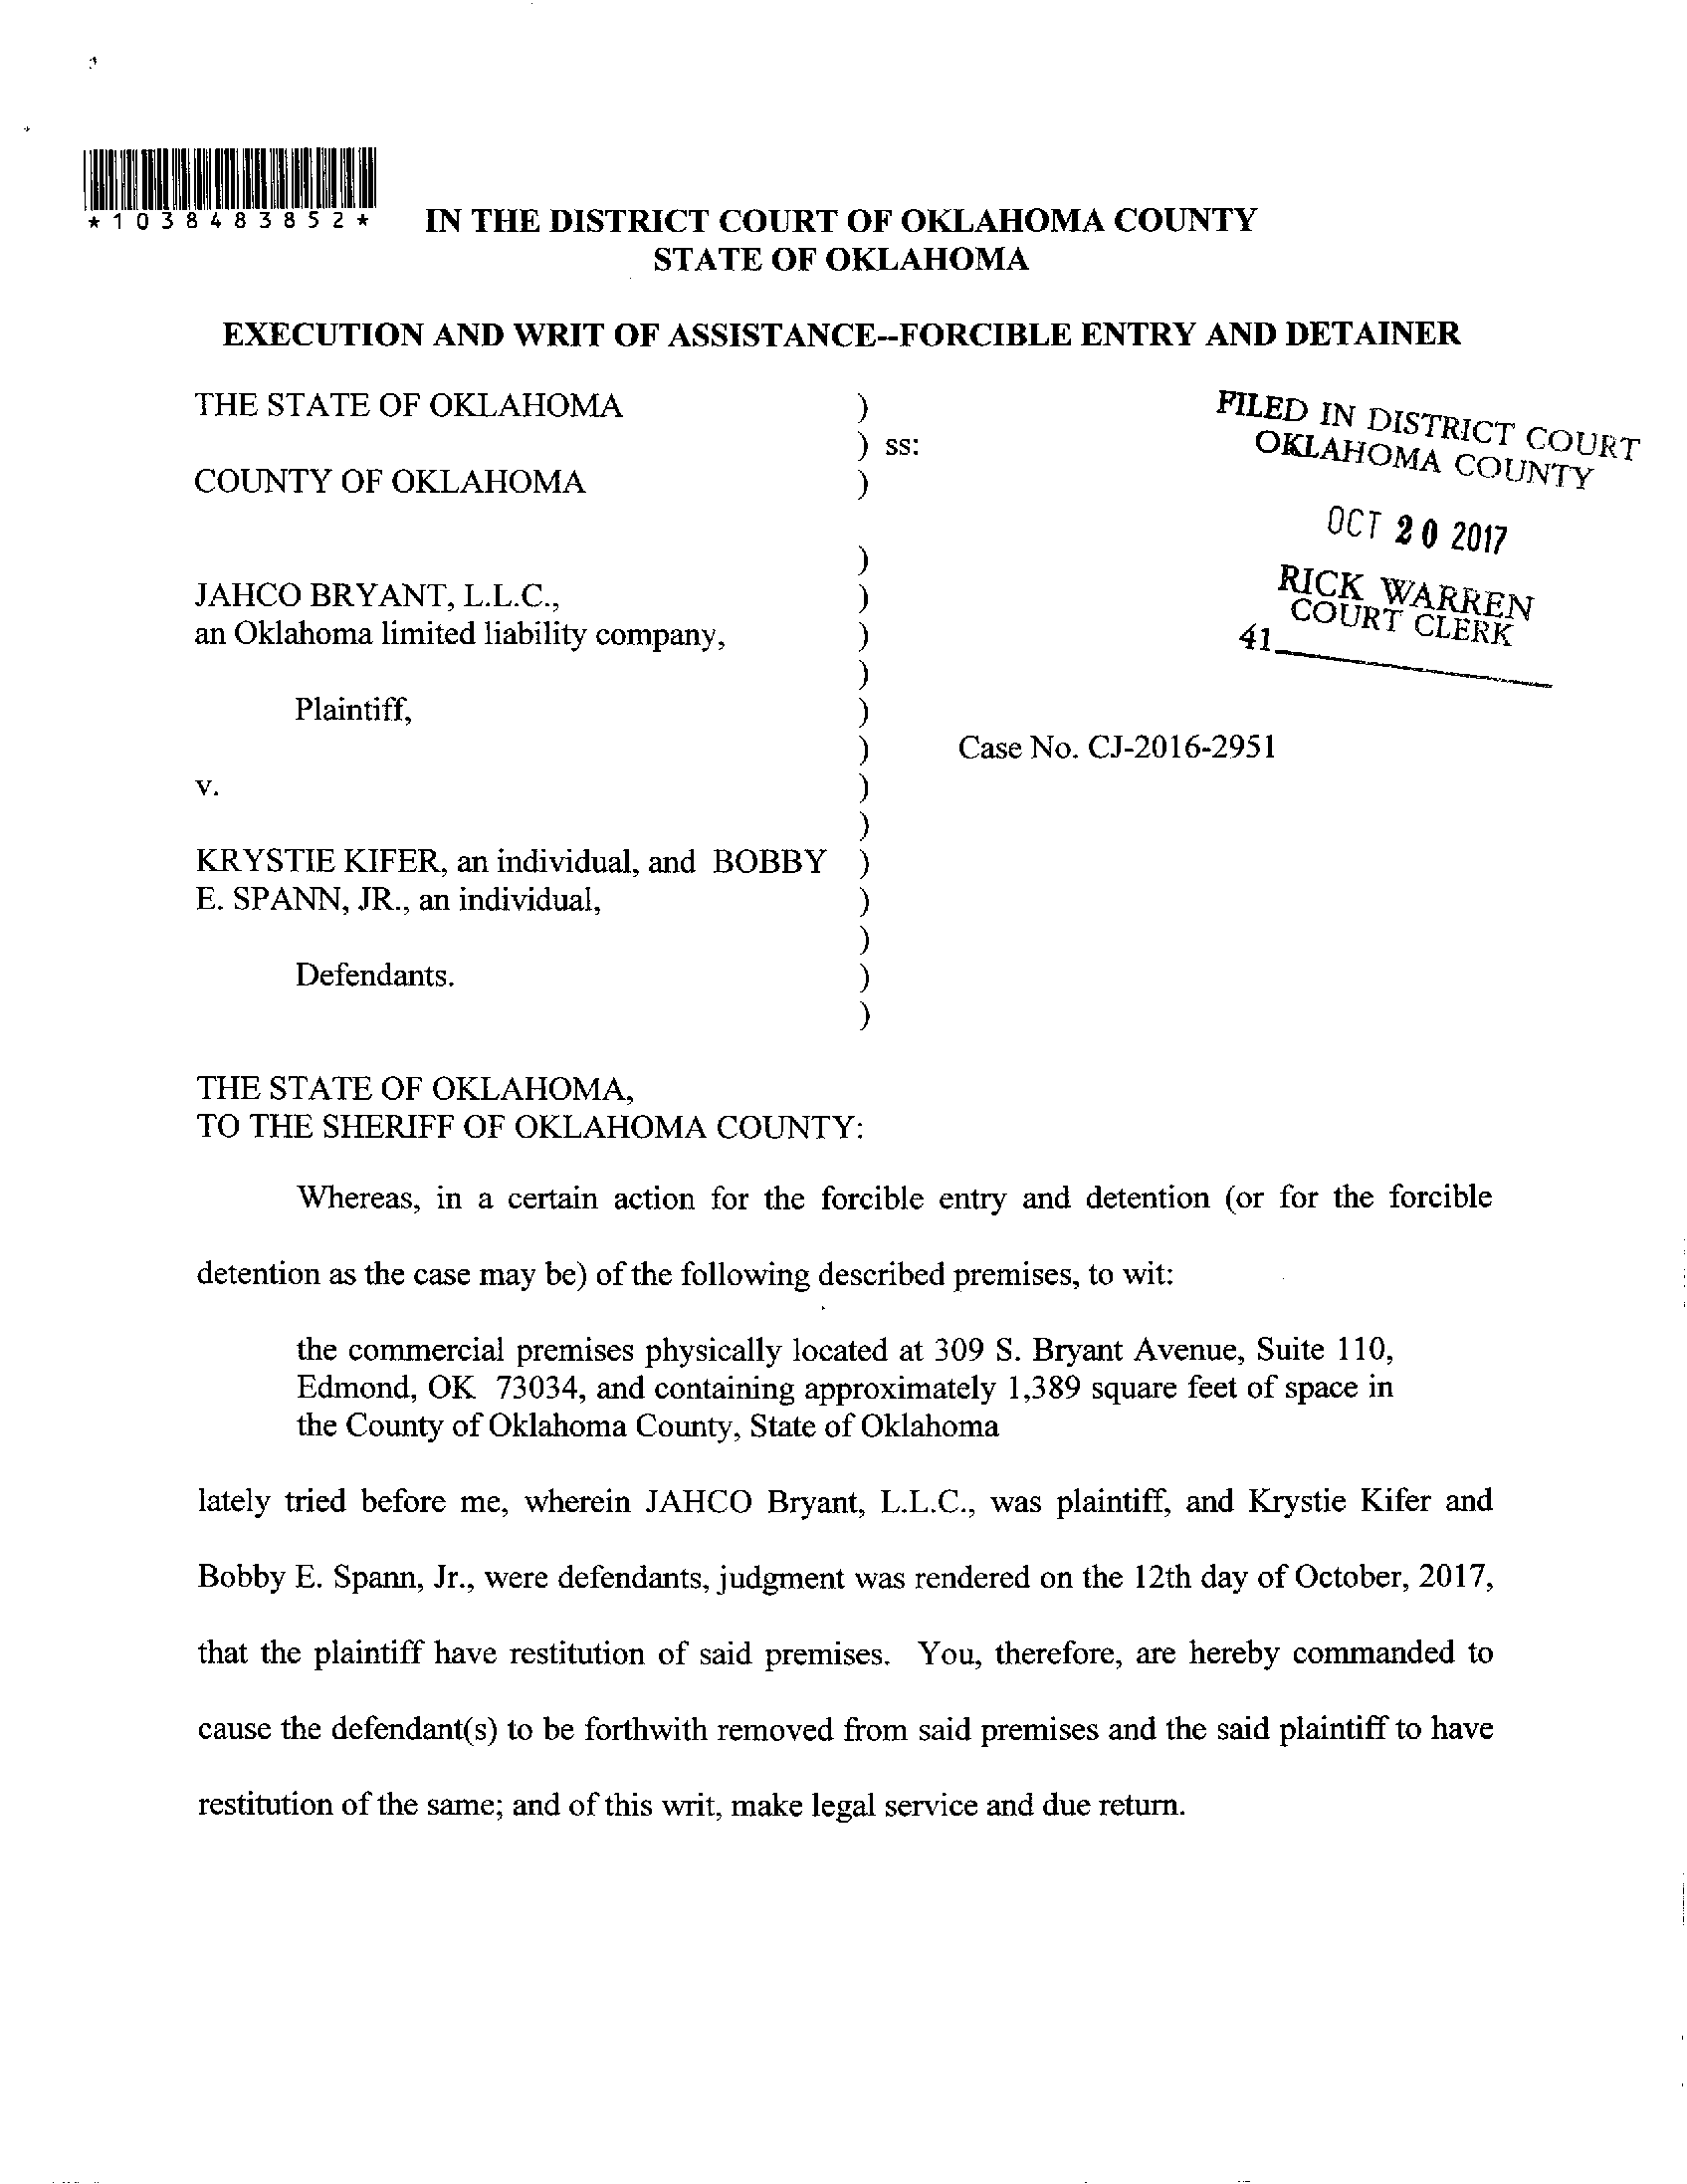 *1038483852*
IN THE DISTRICT COURT OF OKLAHOMA COUNTY
STATE OF OKLAHOMA
EXECUTION AND WRIT OF ASSISTANCE--FORCIBLE ENTRY AND DETAINER
THE STATE OF OKLAHOMA )
) ss:
COUNTY OF OKLAHOMA )
FILED IN DISTRICT COURT
OKLAHOMA COUNTY
OCT 20 2017
RICK WARREN
COURT CLERK
41
)
JAHCO BRYANT, L.L.C., )
an Oklahoma limited liability company, )
)
Plaintiff, )
) Case No. CJ-2016-2951
v. )
)
KRYSTIE KIFER, an individual, and BOBBY )
E. SPANN, JR., an individual, )
)
Defendants. )
)
THE STATE OF OKLAHOMA,
TO THE SHERIFF OF OKLAHOMA COUNTY:
Whereas, in a certain action for the forcible entry and detention (or for the forcible
detention as the case may be) of the following described premises, to wit:
the commercial premises physically located at 309 S. Bryant Avenue, Suite 110,
Edmond, OK 73034, and containing approximately 1,389 square feet of space in
the County of Oklahoma County, State of Oklahoma
lately tried before me, wherein JAHCO Bryant, L.L.C., was plaintiff, and Krystie Kifer and
Bobby E. Spann, Jr., were defendants, judgment was rendered on the 12th day of October, 2017,
that the plaintiff have restitution of said premises. You, therefore, are hereby commanded to
cause the defendant(s) to be forthwith removed from said premises and the said plaintiff to have
restitution of the same; and of this writ, make legal service and due return.